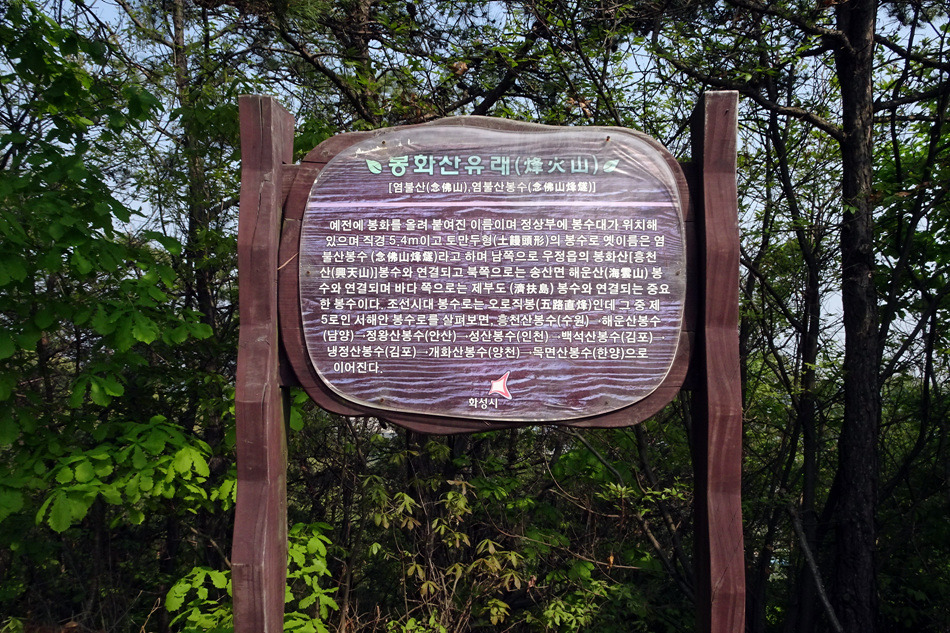 봉화산유래(烽火山)
[염불산(念佛山),염불산봉수(念佛山烽燧)]
예전에 봉화를 올려 붙여진 이름이며 정상부에 봉수대가 위치해
있으며 직경 5.4m이고 토만두형(土饅頭形)의 봉수로 옛이름은 염
불산봉수 (念佛山烽燧)라고 하며 남쪽으로 우정읍의 봉화산[흥천
산(興天山)]봉수와 연결되고 북쪽으로는 송산면 해운산(海雲山) 봉
수와 연결되며 바다 쪽으로는 제부도 (濟扶島) 봉수와 연결되는 중요
한 봉수이다. 조선시대 봉수로는 오로직봉(五路直烽)인데 그 중 제
5로인 서해안 봉수로를 살펴보면, 흥천산봉수(수원) →해운산봉수
(남양) →정왕산봉수(안산) →성산봉수(인천) →백석산봉수(김포) →
냉정산봉수(김포) →개화산봉수(양천) →목면산봉수(한양)으로
이어진다.
화성시